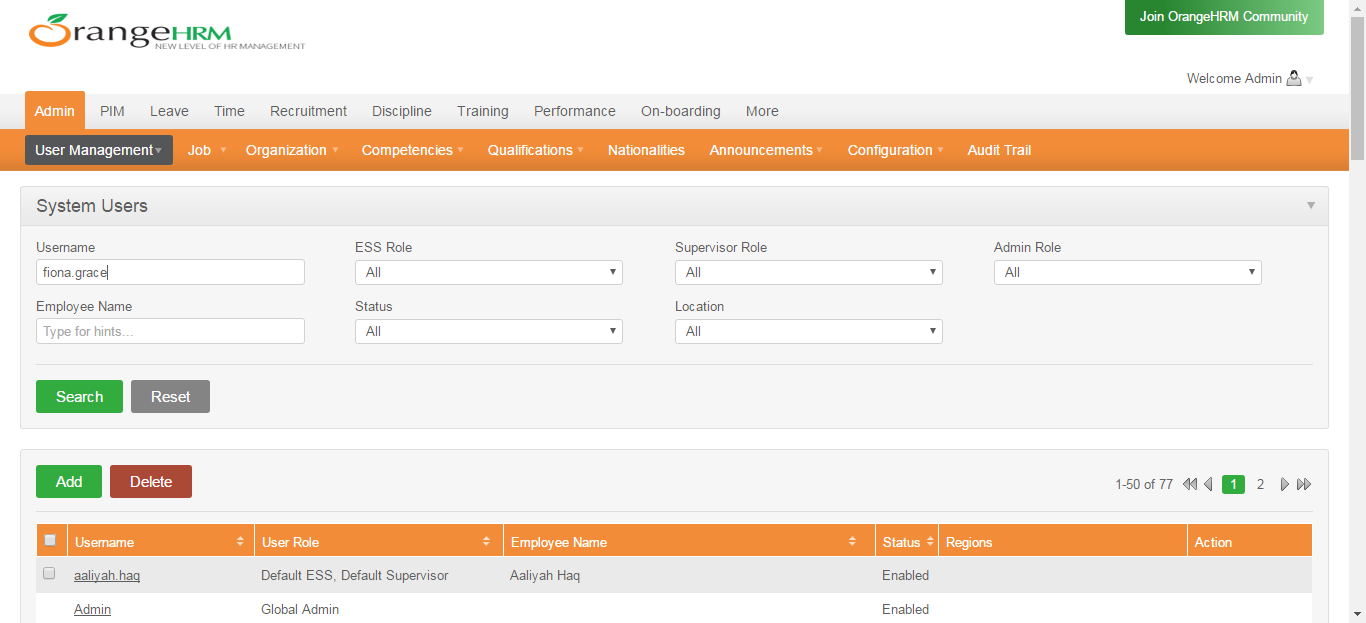 OrangeHRM
NEW LEVEL OF HR MANAGEMENT
Join OrangeHRM Community
Welcome Admin
Admin PIM Leave Time Recruitment Discipline Training Performance On-boarding More
User Management Job Organization Competencies Qualifications Nationalities Announcements Configuration Audit Trail
System Users
Username ESS Role Supervisor Role Admin Role
fiona.grace All All All
Employee Name Status Location
Type for hints... All All
Search Reset
Add Delete 1-50 of 77 1 2
Username User Role Employee Name Status Regions Action
aaliyah.haq Default ESS, Default Supervisor Aaliyah Haq Enabled
Admin Global Admin Enabled